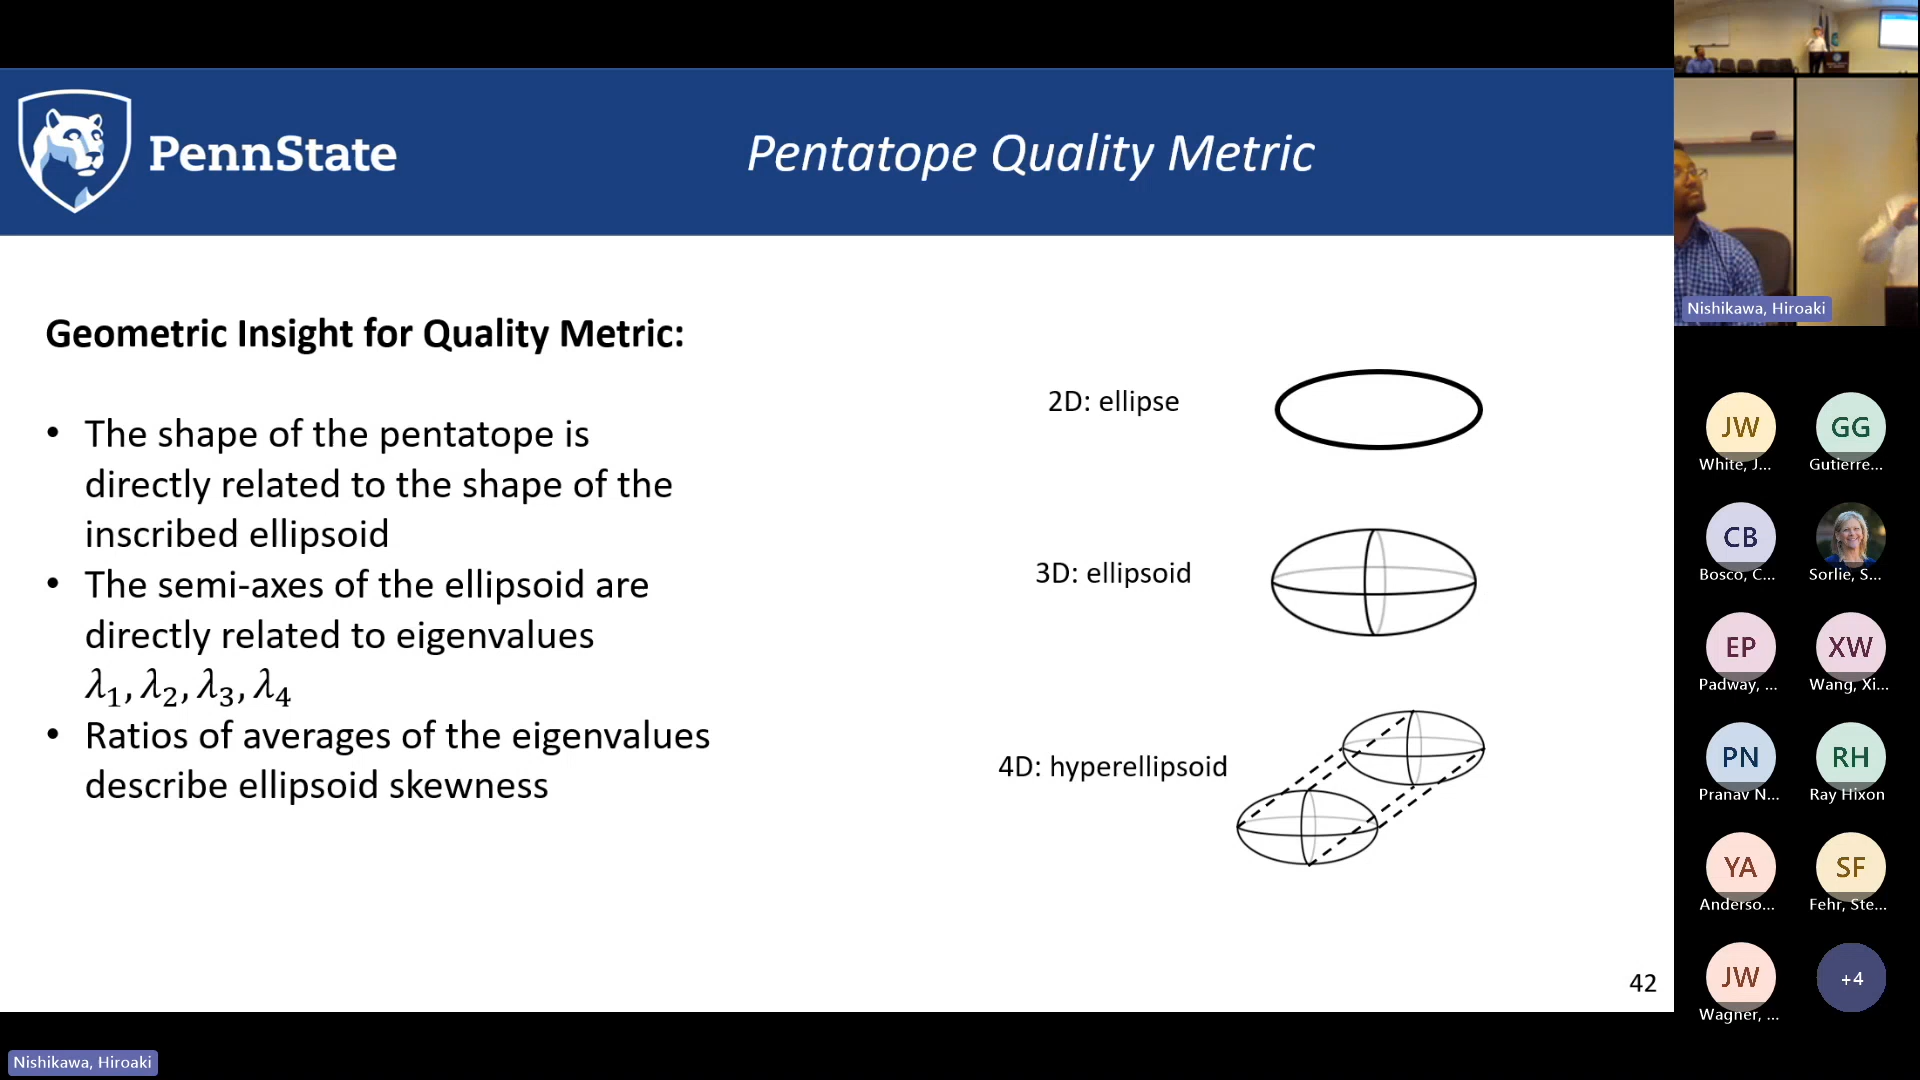 PennState
Pentatope Quality Metric
Geometric Insight for Quality Metric:
• The shape of the pentatope is
directly related to the shape of the
inscribed ellipsoid
• The semi-axes of the ellipsoid are
directly related to eigenvalues
λ₁, λ₂, λ₃, λ₄
• Ratios of averages of the eigenvalues
describe ellipsoid skewness
2D: ellipse
3D: ellipsoid
4D: hyperellipsoid
42
Nishikawa, Hiroaki
Nishikawa, Hiroaki
JW
White, J...
GG
Gutierre...
CB
Bosco, C...
Sorlie, S...
EP
Padway, ...
XW
Wang, Xi...
PN
Pranav N...
RH
Ray Hixon
YA
Anderso...
SF
Fehr, Ste...
JW
Wagner, ...
+4